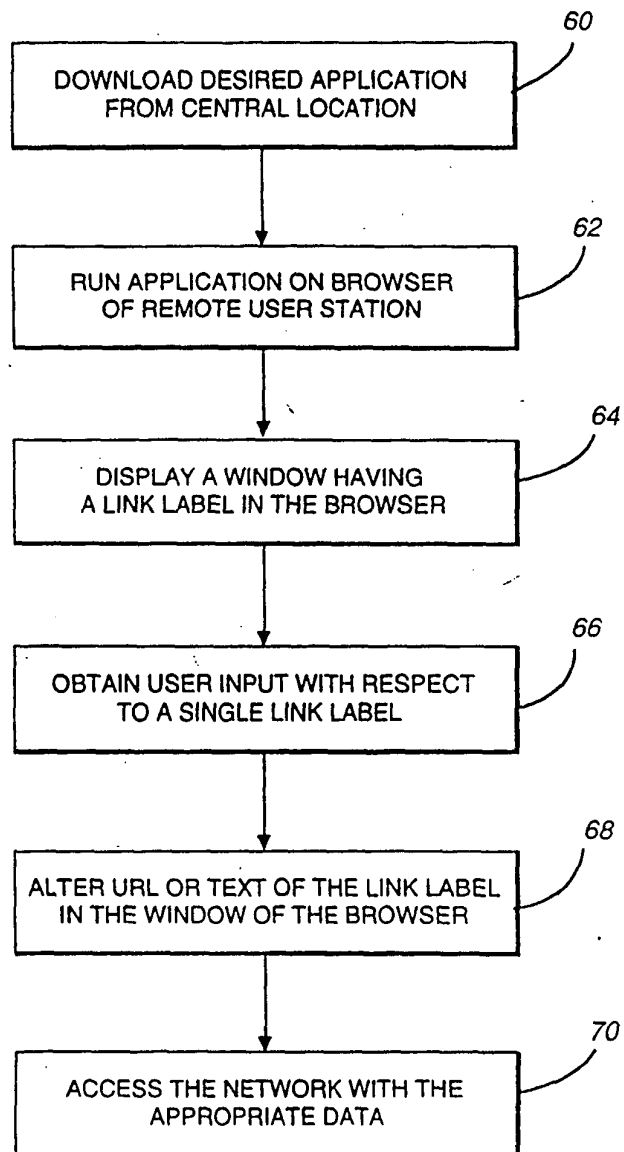 60
DOWNLOAD DESIRED APPLICATION
FROM CENTRAL LOCATION
62
RUN APPLICATION ON BROWSER
OF REMOTE USER STATION
64
DISPLAY A WINDOW HAVING
A LINK LABEL IN THE BROWSER
66
OBTAIN USER INPUT WITH RESPECT
TO A SINGLE LINK LABEL
68
ALTER URL OR TEXT OF THE LINK LABEL
IN THE WINDOW OF THE BROWSER
70
ACCESS THE NETWORK WITH THE
APPROPRIATE DATA